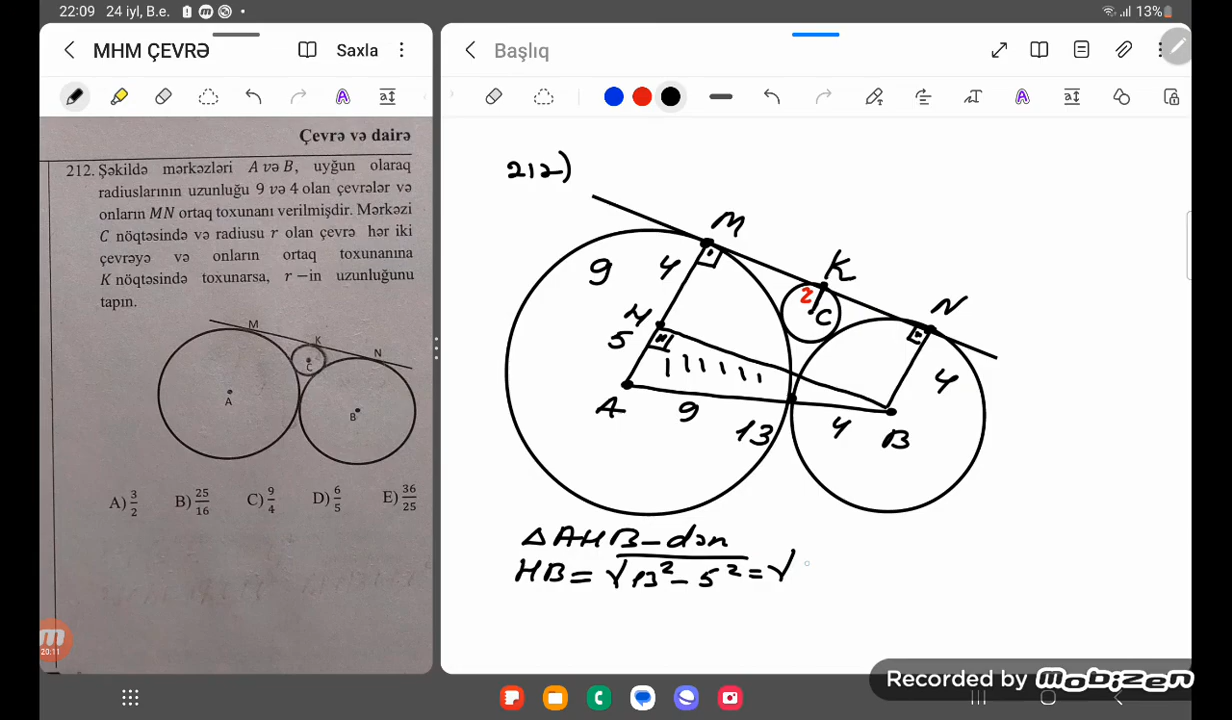 22:09 24 iyl, B.e. 13%
MHM ÇEVRƏ Saxla
Başlıq
Çevrə və dairə
212. Şəkildə mərkəzləri A və B, uyğun olaraq
radiuslarının uzunluğu 9 və 4 olan çevrələr və
onların MN ortaq toxunanı verilmişdir. Mərkəzi
C nöqtəsində və radiusu r olan çevrə hər iki
çevrəyə və onların ortaq toxunanına
K nöqtəsində toxunarsa, r-in uzunluğunu
tapın.
M
K
N
C
A
B
A) 3/2 B) 25/16 C) 9/4 D) 6/5 E) 36/25
212)
M
9 4 K
2 C N
H
5 4
A 9 13 4 B
△AHB-dən
HB = √13² - 5² = √
20:11
Recorded by mobizen